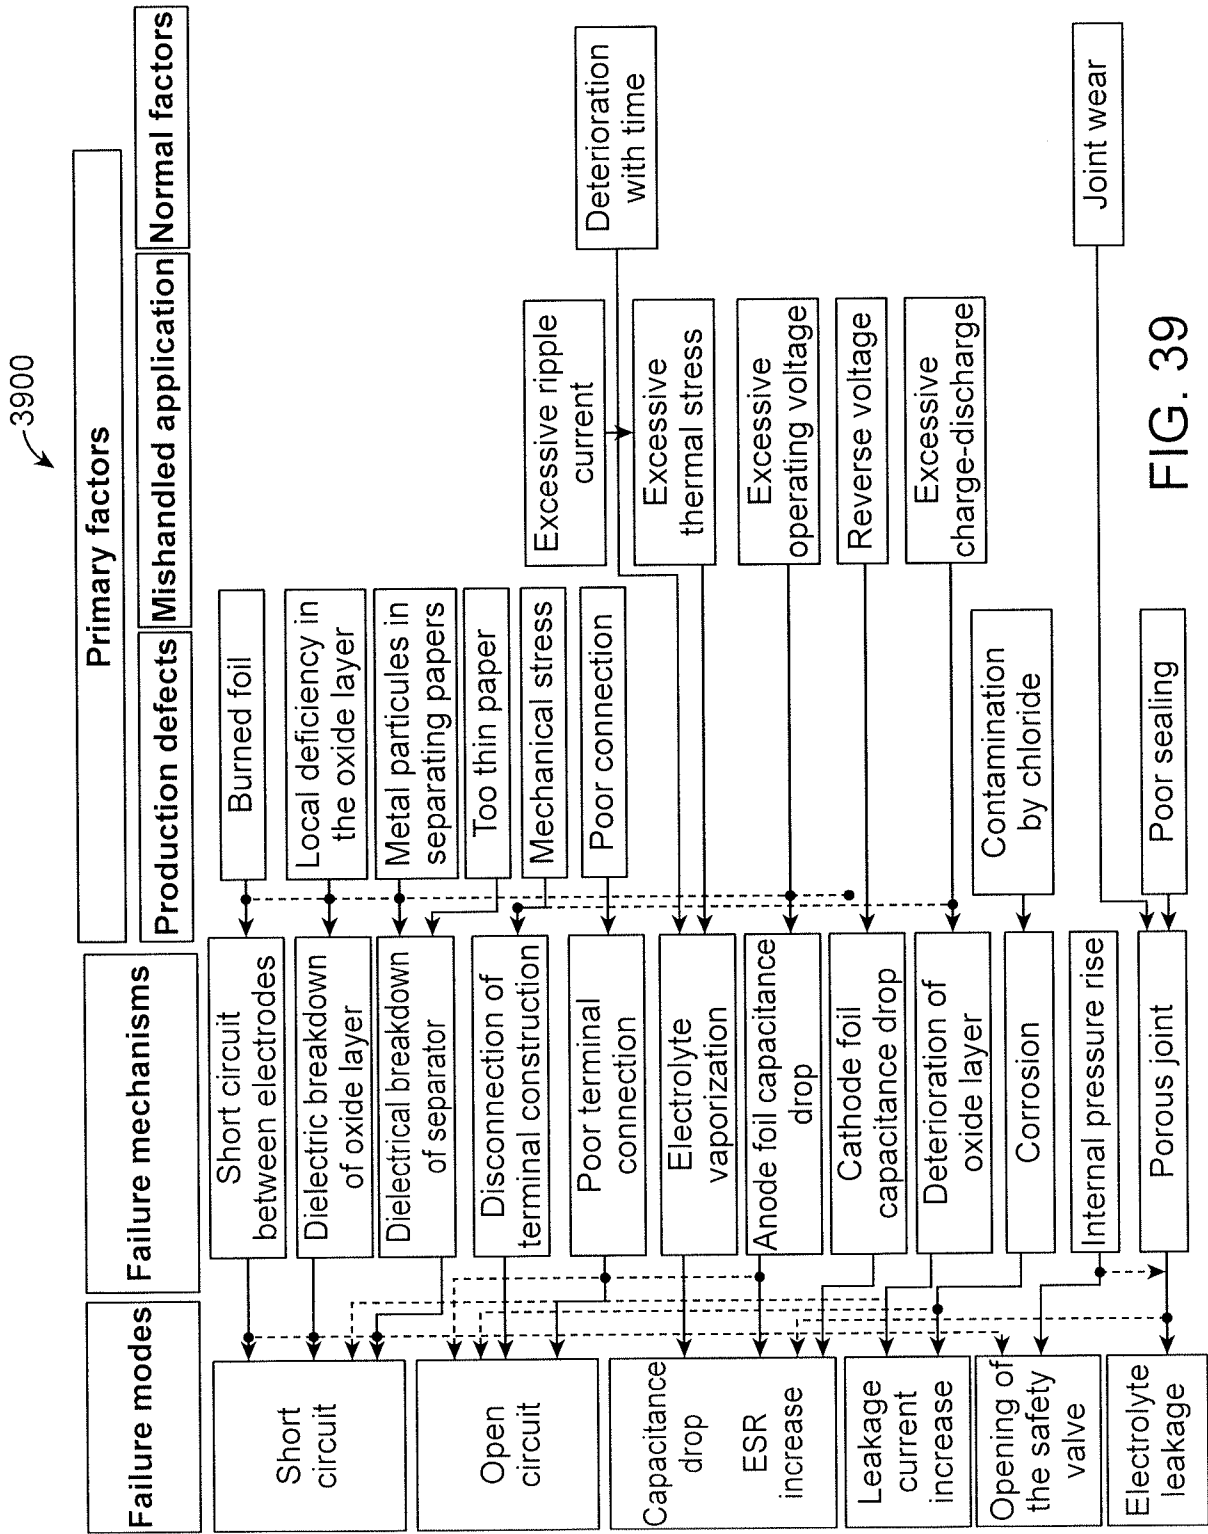 3900
Primary factors
Failure modes
Failure mechanisms
Production defects
Mishandled application
Normal factors
Short
circuit
Open
circuit
Capacitance
drop
ESR
increase
Leakage
current
increase
Opening of
the safety
valve
Electrolyte
leakage
Short circuit
between electrodes
Dielectric breakdown
of oxide layer
Dielectrical breakdown
of separator
Disconnection of
terminal construction
Poor terminal
connection
Electrolyte
vaporization
Anode foil capacitance
drop
Cathode foil
capacitance drop
Deterioration of
oxide layer
Corrosion
Internal pressure rise
Porous joint
Burned foil
Local deficiency in
the oxide layer
Metal particules in
separating papers
Too thin paper
Mechanical stress
Poor connection
Contamination
by chloride
Poor sealing
Excessive ripple
current
Excessive
thermal stress
Excessive
operating voltage
Reverse voltage
Excessive
charge-discharge
Deterioration
with time
Joint wear
FIG. 39